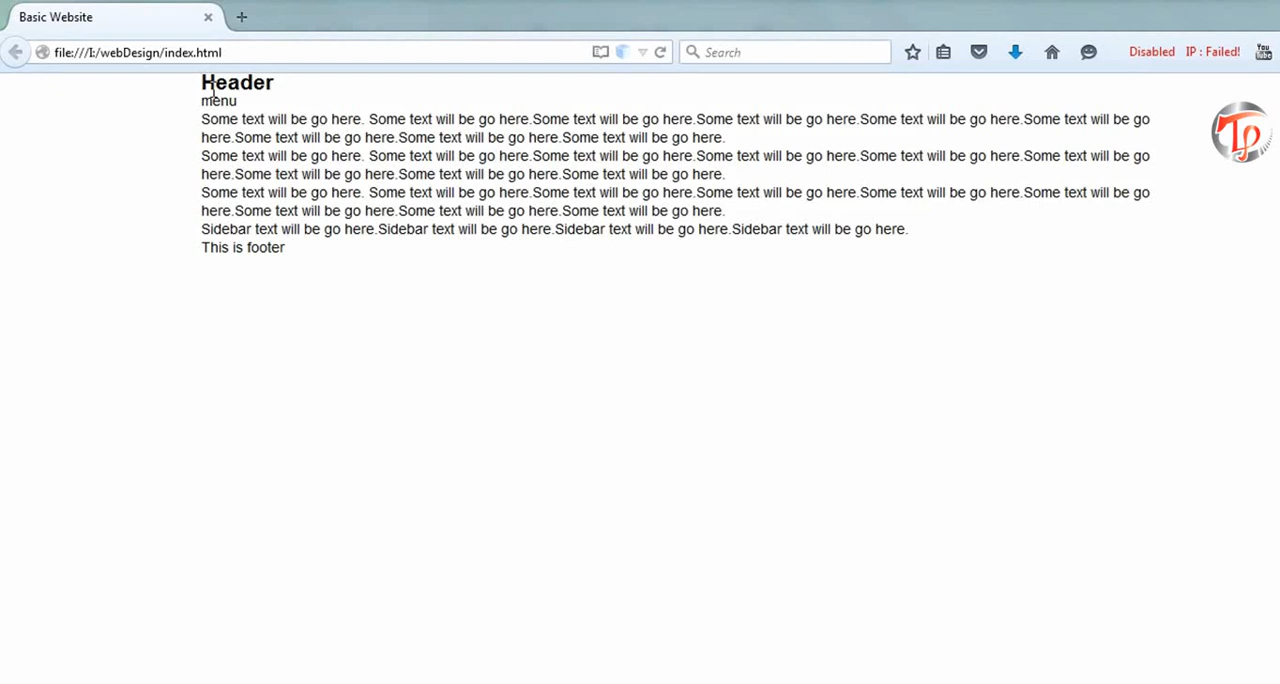 Basic Website
file:///I:/webDesign/index.html
Search
Disabled IP : Failed!
You
Tube
Header
menu
Some text will be go here. Some text will be go here.Some text will be go here.Some text will be go here.Some text will be go here.Some text will be go
here.Some text will be go here.Some text will be go here.Some text will be go here.
Some text will be go here. Some text will be go here.Some text will be go here.Some text will be go here.Some text will be go here.Some text will be go
here.Some text will be go here.Some text will be go here.Some text will be go here.
Some text will be go here. Some text will be go here.Some text will be go here.Some text will be go here.Some text will be go here.Some text will be go
here.Some text will be go here.Some text will be go here.Some text will be go here.
Sidebar text will be go here.Sidebar text will be go here.Sidebar text will be go here.Sidebar text will be go here.
This is footer
Tp